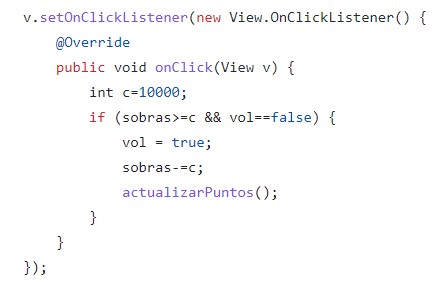 v.setOnClickListener(new View.OnClickListener() {
    @Override
    public void onClick(View v) {
        int c=10000;
        if (sobras>=c && vol==false) {
            vol = true;
            sobras-=c;
            actualizarPuntos();
        }
    }
});